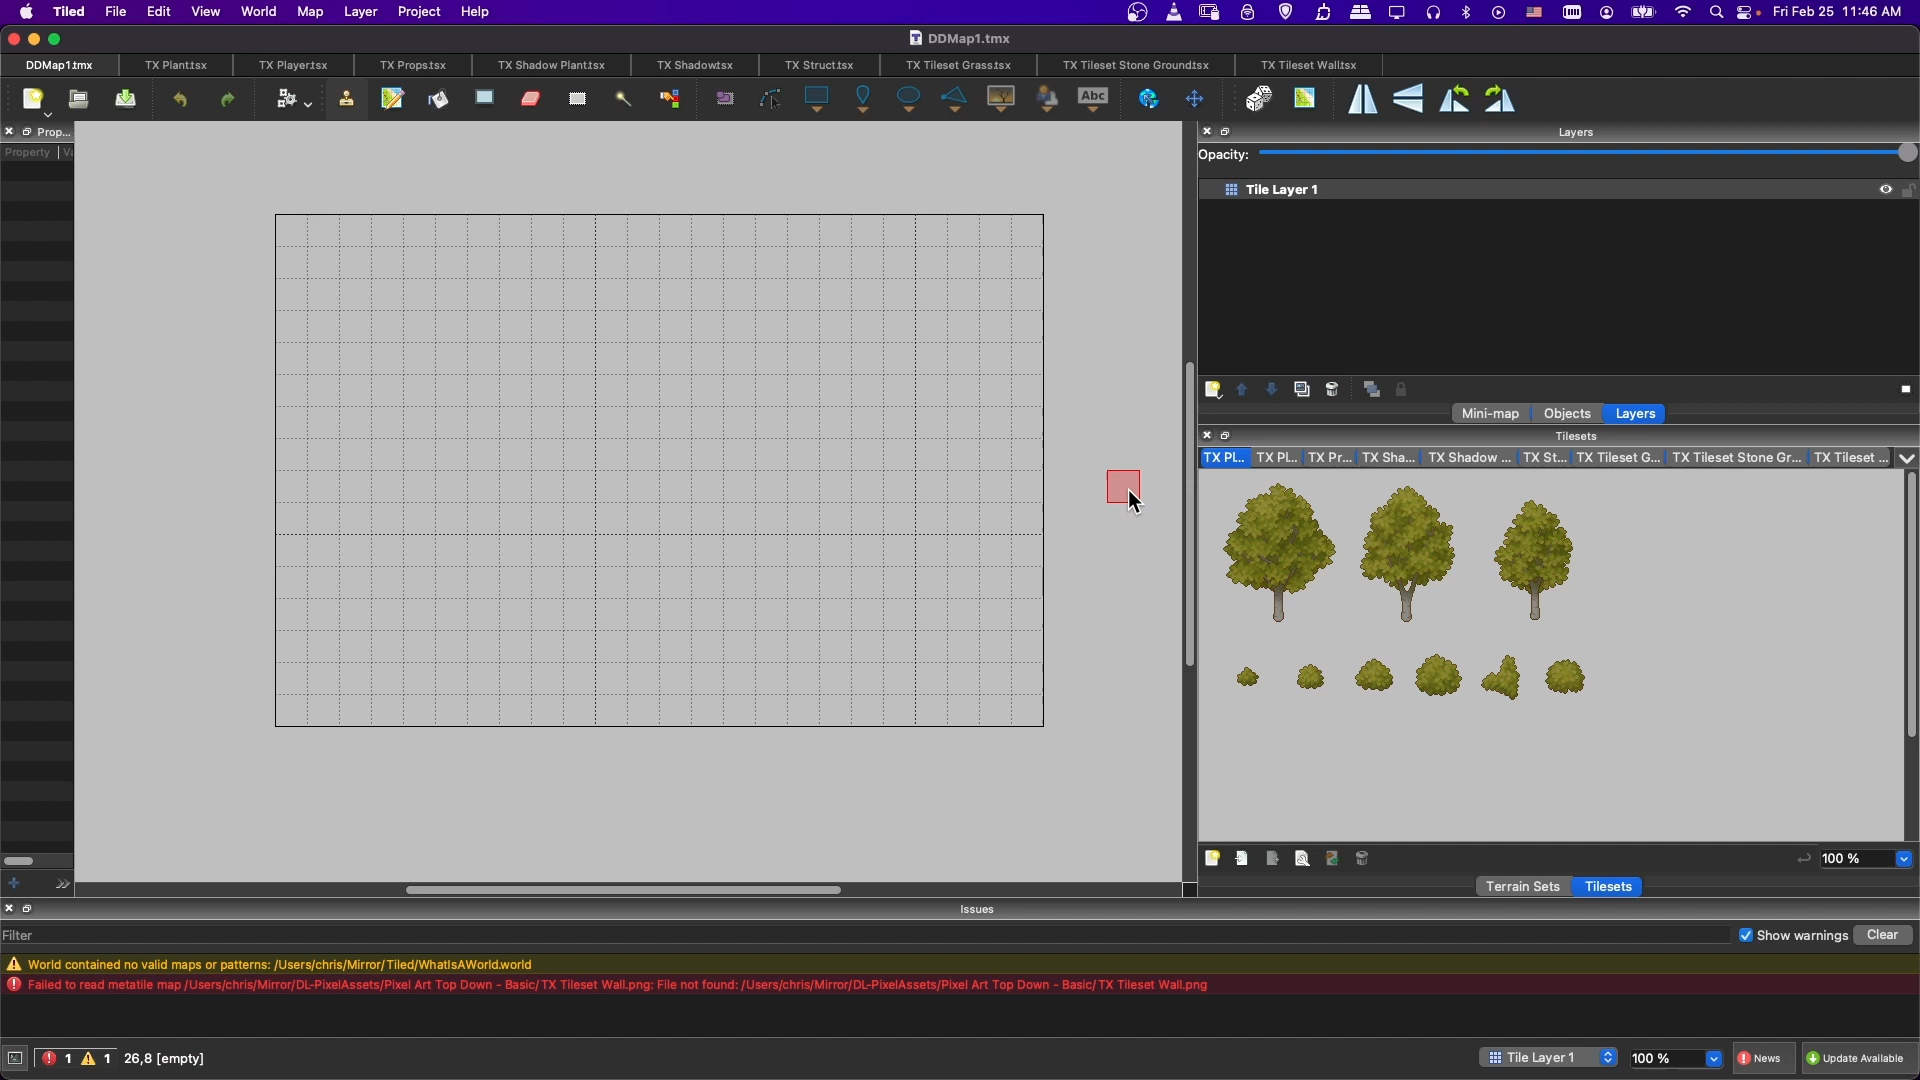 Tiled File Edit View World Map Layer Project Help Fri Feb 25 11:46 AM
DDMap1.tmx
DDMap1.tmx TX Plant.tsx TX Player.tsx TX Props.tsx TX Shadow Plant.tsx TX Shadow.tsx TX Struct.tsx TX Tileset Grass.tsx TX Tileset Stone Ground.tsx TX Tileset Wall.tsx
Abc
Prop...
Property
Layers
Opacity:
Tile Layer 1
Mini-map Objects Layers
Tilesets
TX Pl... TX Pl... TX Pr... TX Sha... TX Shadow ... TX St... TX Tileset G... TX Tileset Stone Gr... TX Tileset ...
100 %
Terrain Sets Tilesets
Issues
Filter
Show warnings Clear
World contained no valid maps or patterns: /Users/chris/Mirror/Tiled/WhatIsAWorld.world
Failed to read metatile map /Users/chris/Mirror/DL-PixelAssets/Pixel Art Top Down - Basic/TX Tileset Wall.png: File not found: /Users/chris/Mirror/DL-PixelAssets/Pixel Art Top Down - Basic/TX Tileset Wall.png
1 1 26,8 [empty] Tile Layer 1 100 % News Update Available